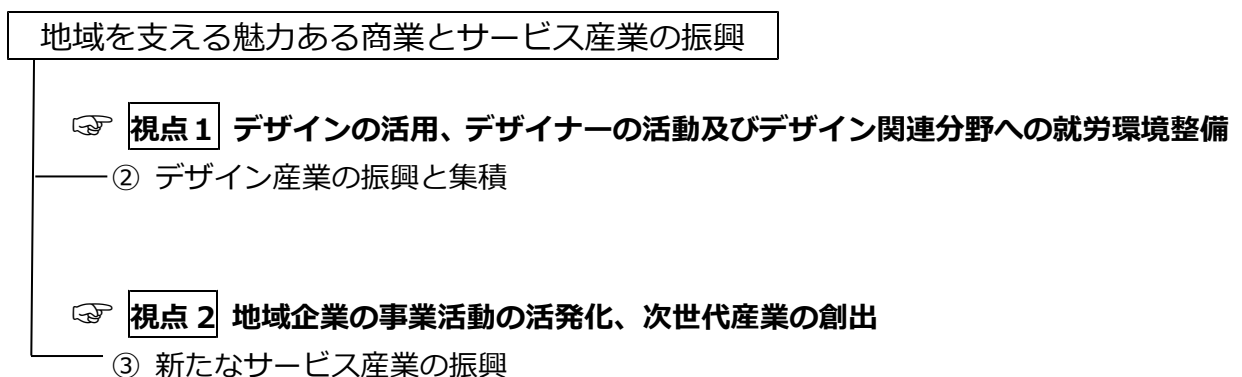 地域を支える魅力ある商業とサービス産業の振興
☞ 視点1 デザインの活用、デザイナーの活動及びデザイン関連分野への就労環境整備
② デザイン産業の振興と集積
☞ 視点2 地域企業の事業活動の活発化、次世代産業の創出
③ 新たなサービス産業の振興